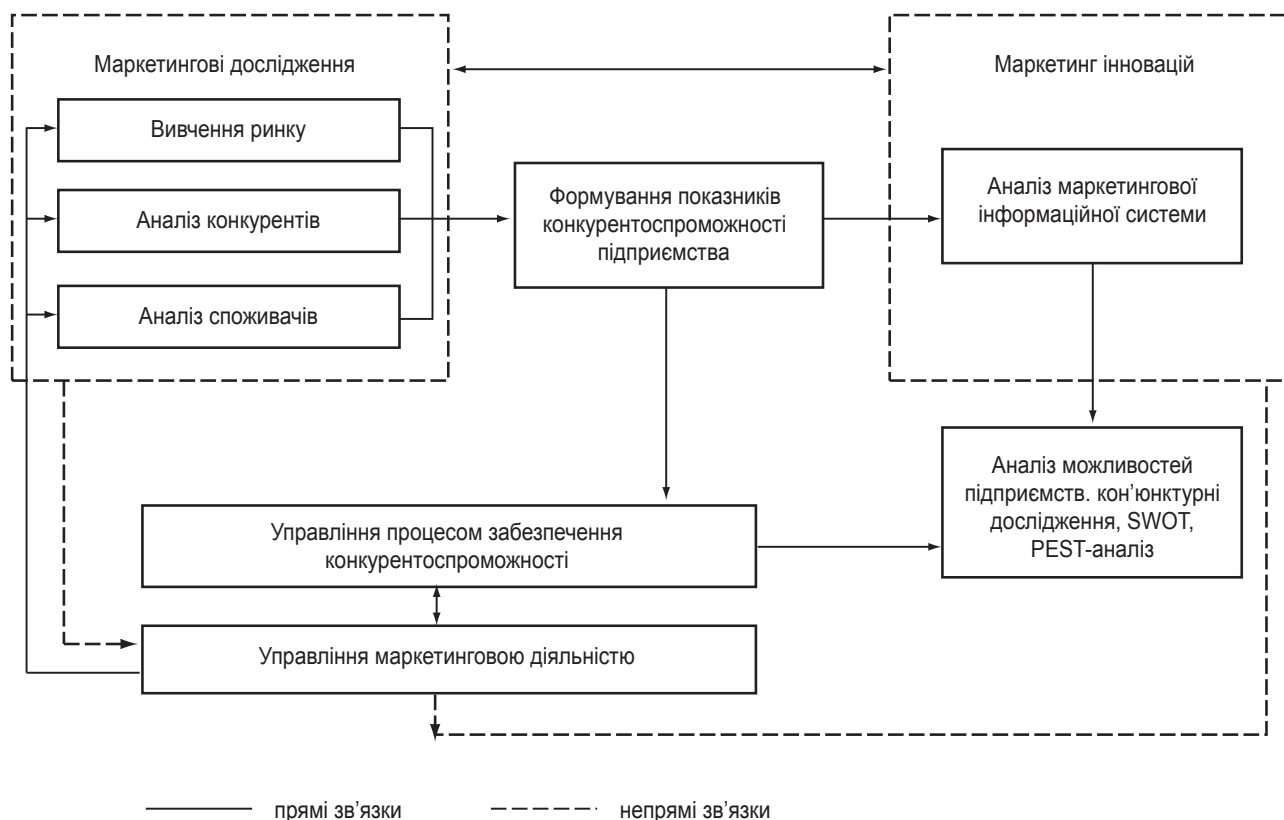 Маркетингові дослідження
Маркетинг інновацій
Вивчення ринку
Аналіз конкурентів
Аналіз споживачів
Формування показників
конкурентоспроможності
підприємства
Аналіз маркетингової
інформаційної системи
Аналіз можливостей
підприємств. кон’юнктурні
дослідження, SWOT,
PEST-аналіз
Управління процесом забезпечення
конкурентоспроможності
Управління маркетинговою діяльністю
прямі зв’язки
непрямі зв’язки